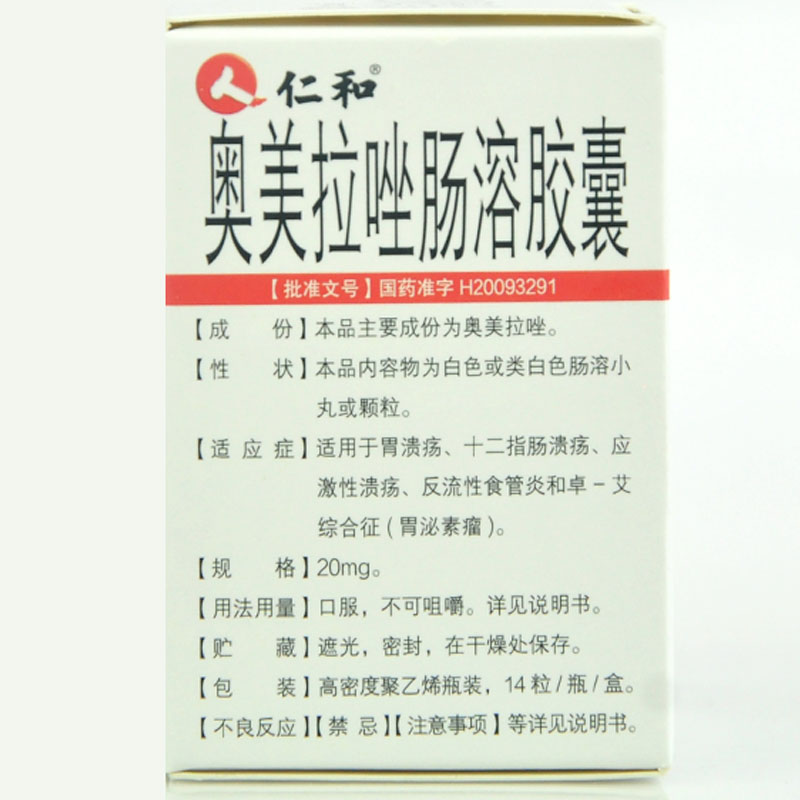 仁和®
奥美拉唑肠溶胶囊
【批准文号】国药准字 H20093291
【成 份】本品主要成份为奥美拉唑。
【性 状】本品内容物为白色或类白色肠溶小
丸或颗粒。
【适 应 症】适用于胃溃疡、十二指肠溃疡、应
激性溃疡、反流性食管炎和卓－艾
综合征(胃泌素瘤)。
【规 格】20mg。
【用法用量】口服，不可咀嚼。详见说明书。
【贮 藏】遮光，密封，在干燥处保存。
【包 装】高密度聚乙烯瓶装，14粒/瓶/盒。
【不良反应】【禁 忌】【注意事项】等详见说明书。